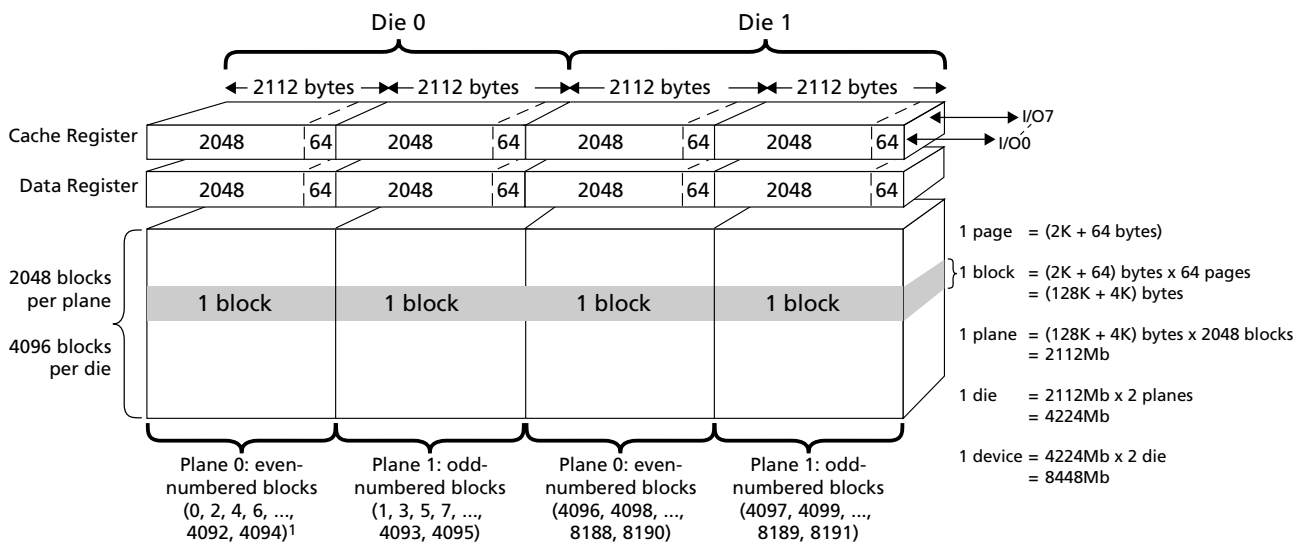 Die 0
Die 1
2112 bytes
2112 bytes
2112 bytes
2112 bytes
Cache Register
2048
64
2048
64
2048
64
2048
64
I/O7
I/O0
Data Register
2048
64
2048
64
2048
64
2048
64
2048 blocks
per plane
4096 blocks
per die
1 block
1 block
1 block
1 block
1 page = (2K + 64 bytes)
1 block = (2K + 64) bytes x 64 pages
= (128K + 4K) bytes
1 plane = (128K + 4K) bytes x 2048 blocks
= 2112Mb
1 die = 2112Mb x 2 planes
= 4224Mb
1 device = 4224Mb x 2 die
= 8448Mb
Plane 0: even-
numbered blocks
(0, 2, 4, 6, ...,
4092, 4094)1
Plane 1: odd-
numbered blocks
(1, 3, 5, 7, ...,
4093, 4095)
Plane 0: even-
numbered blocks
(4096, 4098, ...,
8188, 8190)
Plane 1: odd-
numbered blocks
(4097, 4099, ...,
8189, 8191)